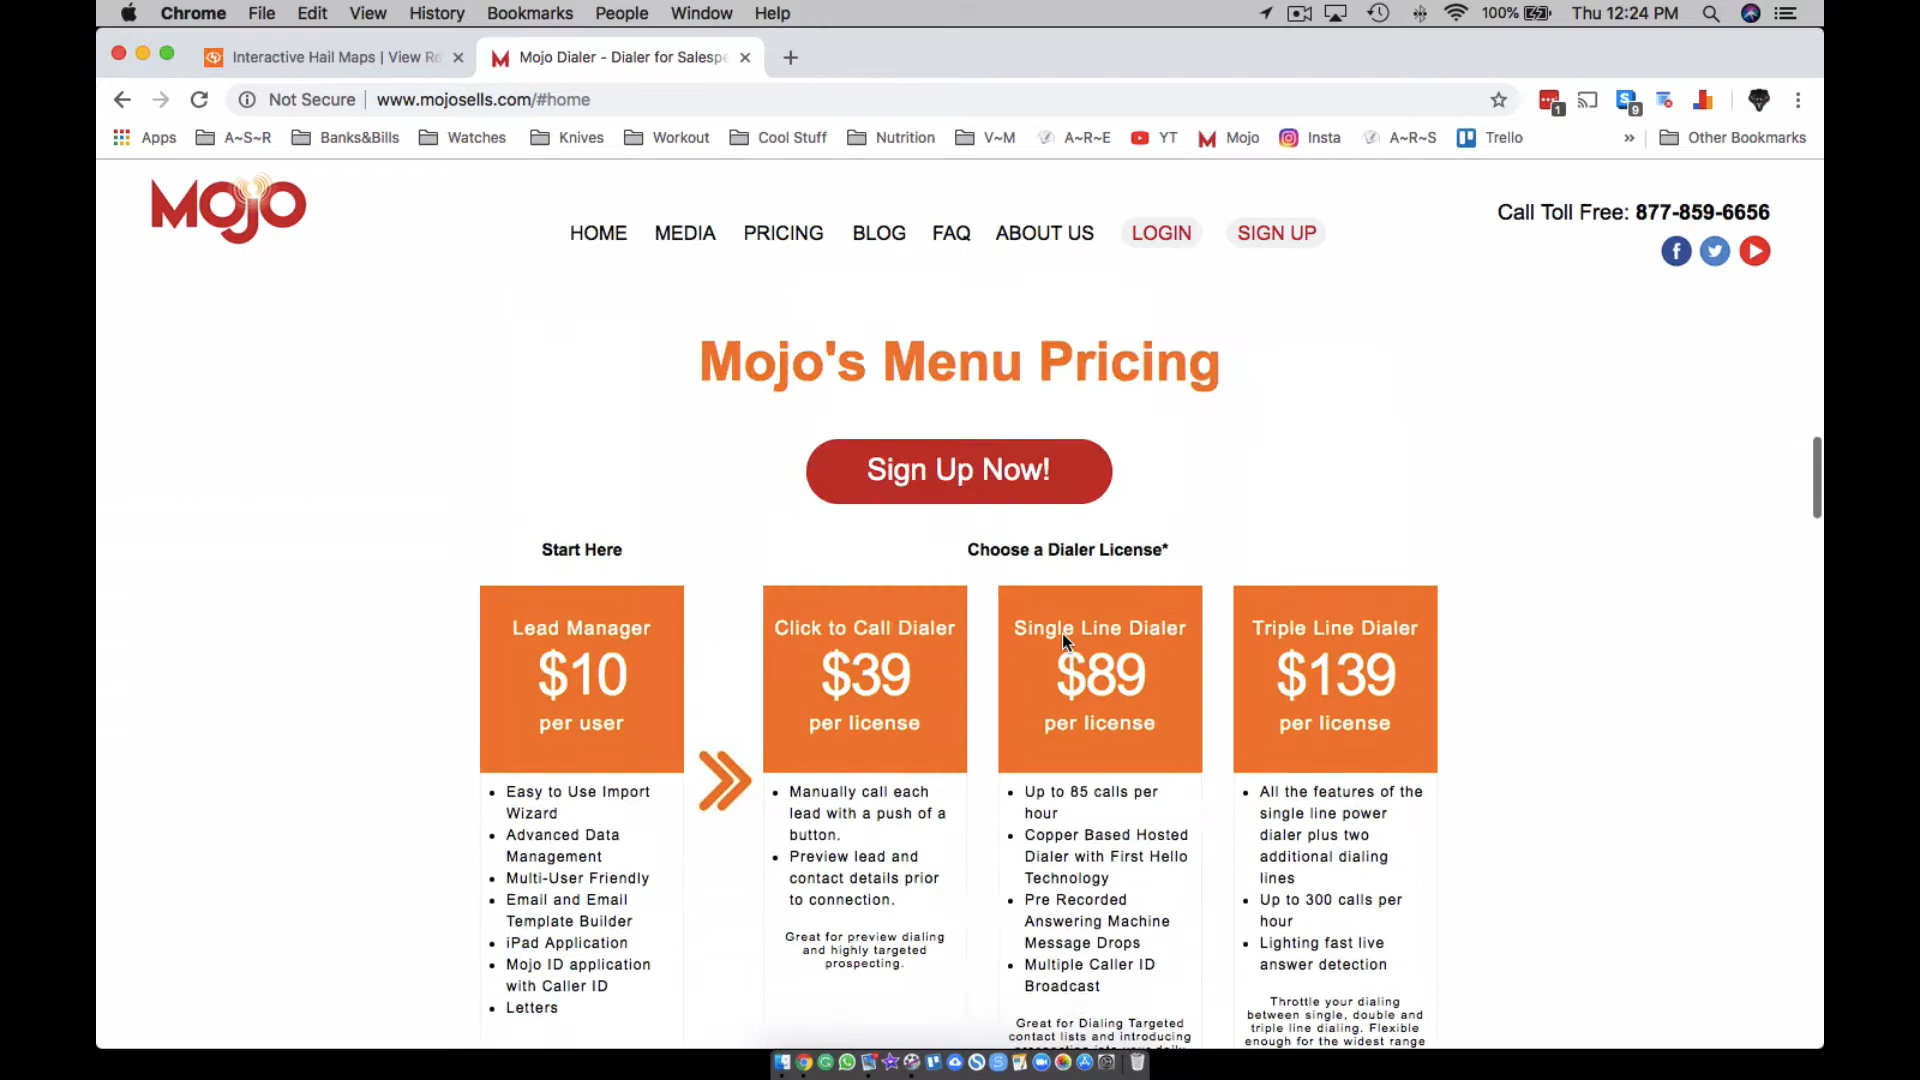 Chrome File Edit View History Bookmarks People Window Help 100% Thu 12:24 PM
Interactive Hail Maps | View Re
Mojo Dialer - Dialer for Salespe
Not Secure www.mojosells.com/#home
1 9
Apps A~S~R Banks&Bills Watches Knives Workout Cool Stuff Nutrition V~M A~R~E YT Mojo Insta A~R~S Trello » Other Bookmarks
MOJO
HOME MEDIA PRICING BLOG FAQ ABOUT US LOGIN SIGN UP
Call Toll Free: 877-859-6656
Mojo's Menu Pricing
Sign Up Now!
Start Here
Choose a Dialer License*
Lead Manager
$10
per user
Easy to Use Import
Wizard
Advanced Data
Management
Multi-User Friendly
Email and Email
Template Builder
iPad Application
Mojo ID application
with Caller ID
Letters
Click to Call Dialer
$39
per license
Manually call each
lead with a push of a
button.
Preview lead and
contact details prior
to connection.
Great for preview dialing
and highly targeted
prospecting.
Single Line Dialer
$89
per license
Up to 85 calls per
hour
Copper Based Hosted
Dialer with First Hello
Technology
Pre Recorded
Answering Machine
Message Drops
Multiple Caller ID
Broadcast
Great for Dialing Targeted
contact lists and introducing
Triple Line Dialer
$139
per license
All the features of the
single line power
dialer plus two
additional dialing
lines
Up to 300 calls per
hour
Lighting fast live
answer detection
Throttle your dialing
between single, double and
triple line dialing. Flexible
enough for the widest range